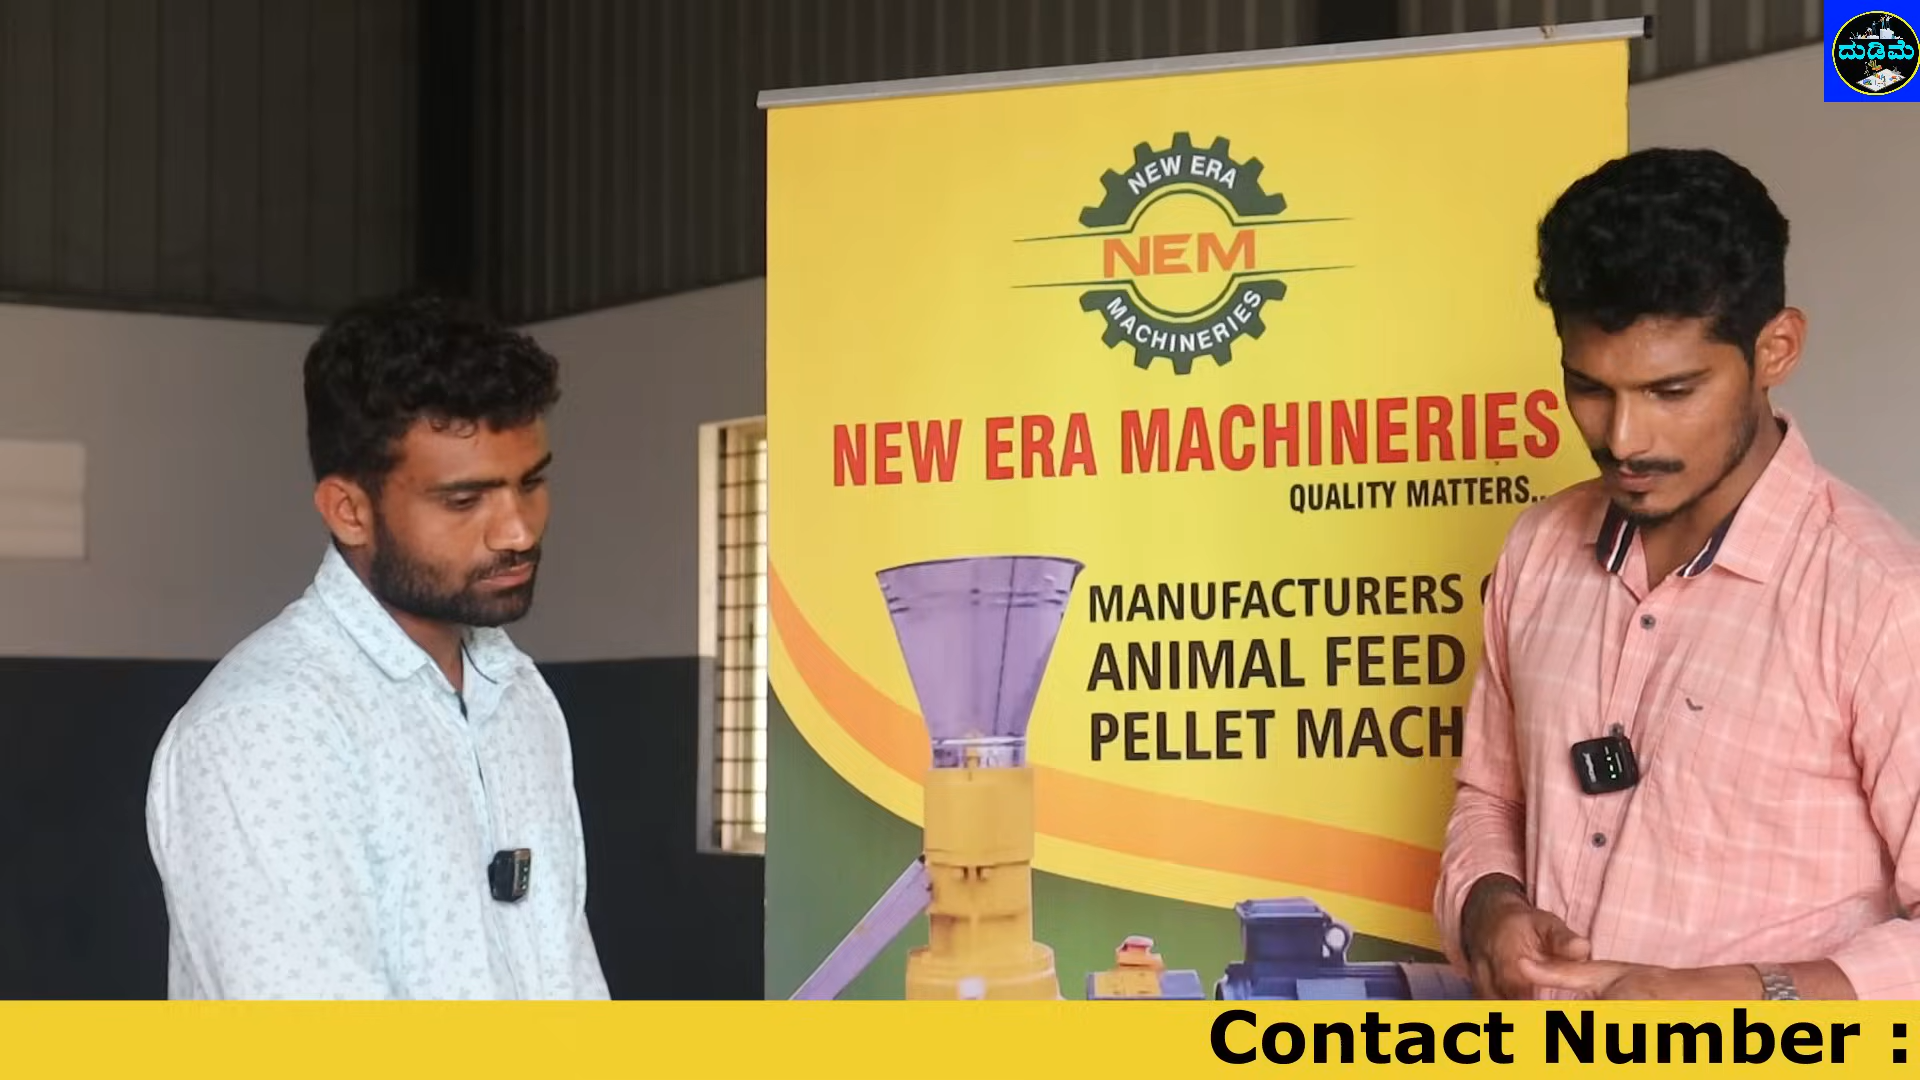 ದುಡಿಮೆ
NEW ERA
NEM
MACHINERIES
NEW ERA MACHINERIES
QUALITY MATTERS..
MANUFACTURERS
ANIMAL FEED
PELLET MACH
Contact Number :